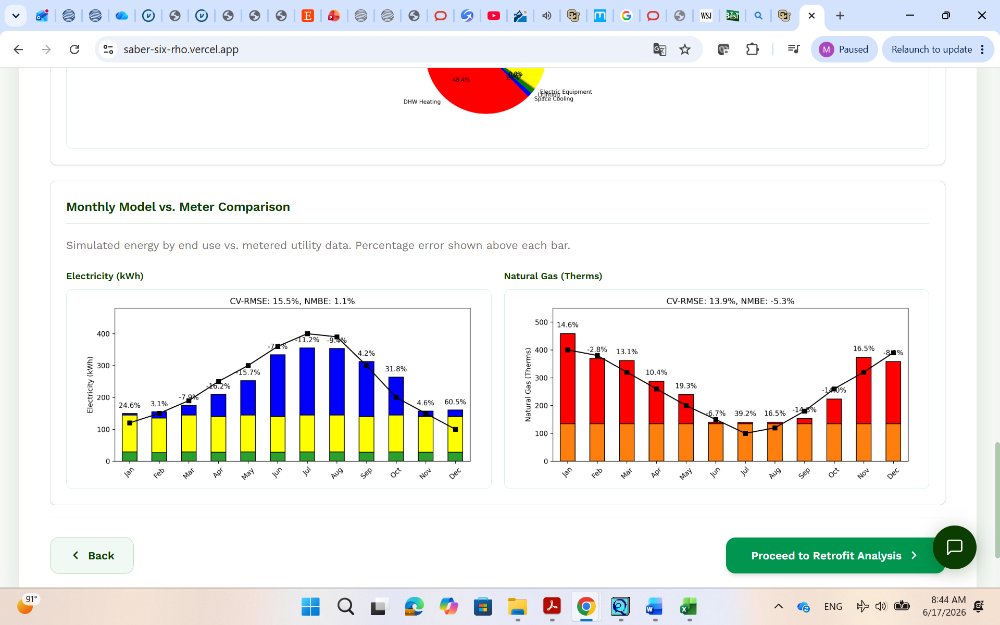 saber-six-rho.vercel.app
M Paused
Relaunch to update
48.4%
DHW Heating
Electric Equipment
Lighting
Space Cooling
Monthly Model vs. Meter Comparison
Simulated energy by end use vs. metered utility data. Percentage error shown above each bar.
Electricity (kWh)
CV-RMSE: 15.5%, NMBE: 1.1%
Electricity (kWh)
400
300
200
100
0
24.6%
3.1%
-7.9%
-16.2%
-15.7%
-11.2%
-9.4%
4.2%
31.8%
4.6%
60.5%
Jan
Feb
Mar
Apr
May
Jun
Jul
Aug
Sep
Oct
Nov
Dec
Natural Gas (Therms)
CV-RMSE: 13.9%, NMBE: -5.3%
Natural Gas (Therms)
500
400
300
200
100
0
14.6%
-2.8%
13.1%
10.4%
19.3%
-6.7%
39.2%
16.5%
-14.0%
16.5%
Jan
Feb
Mar
Apr
May
Jun
Jul
Aug
Sep
Oct
Nov
Dec
Back
Proceed to Retrofit Analysis
91°
ENG
8:44 AM
6/17/2026
WSJ
BEST